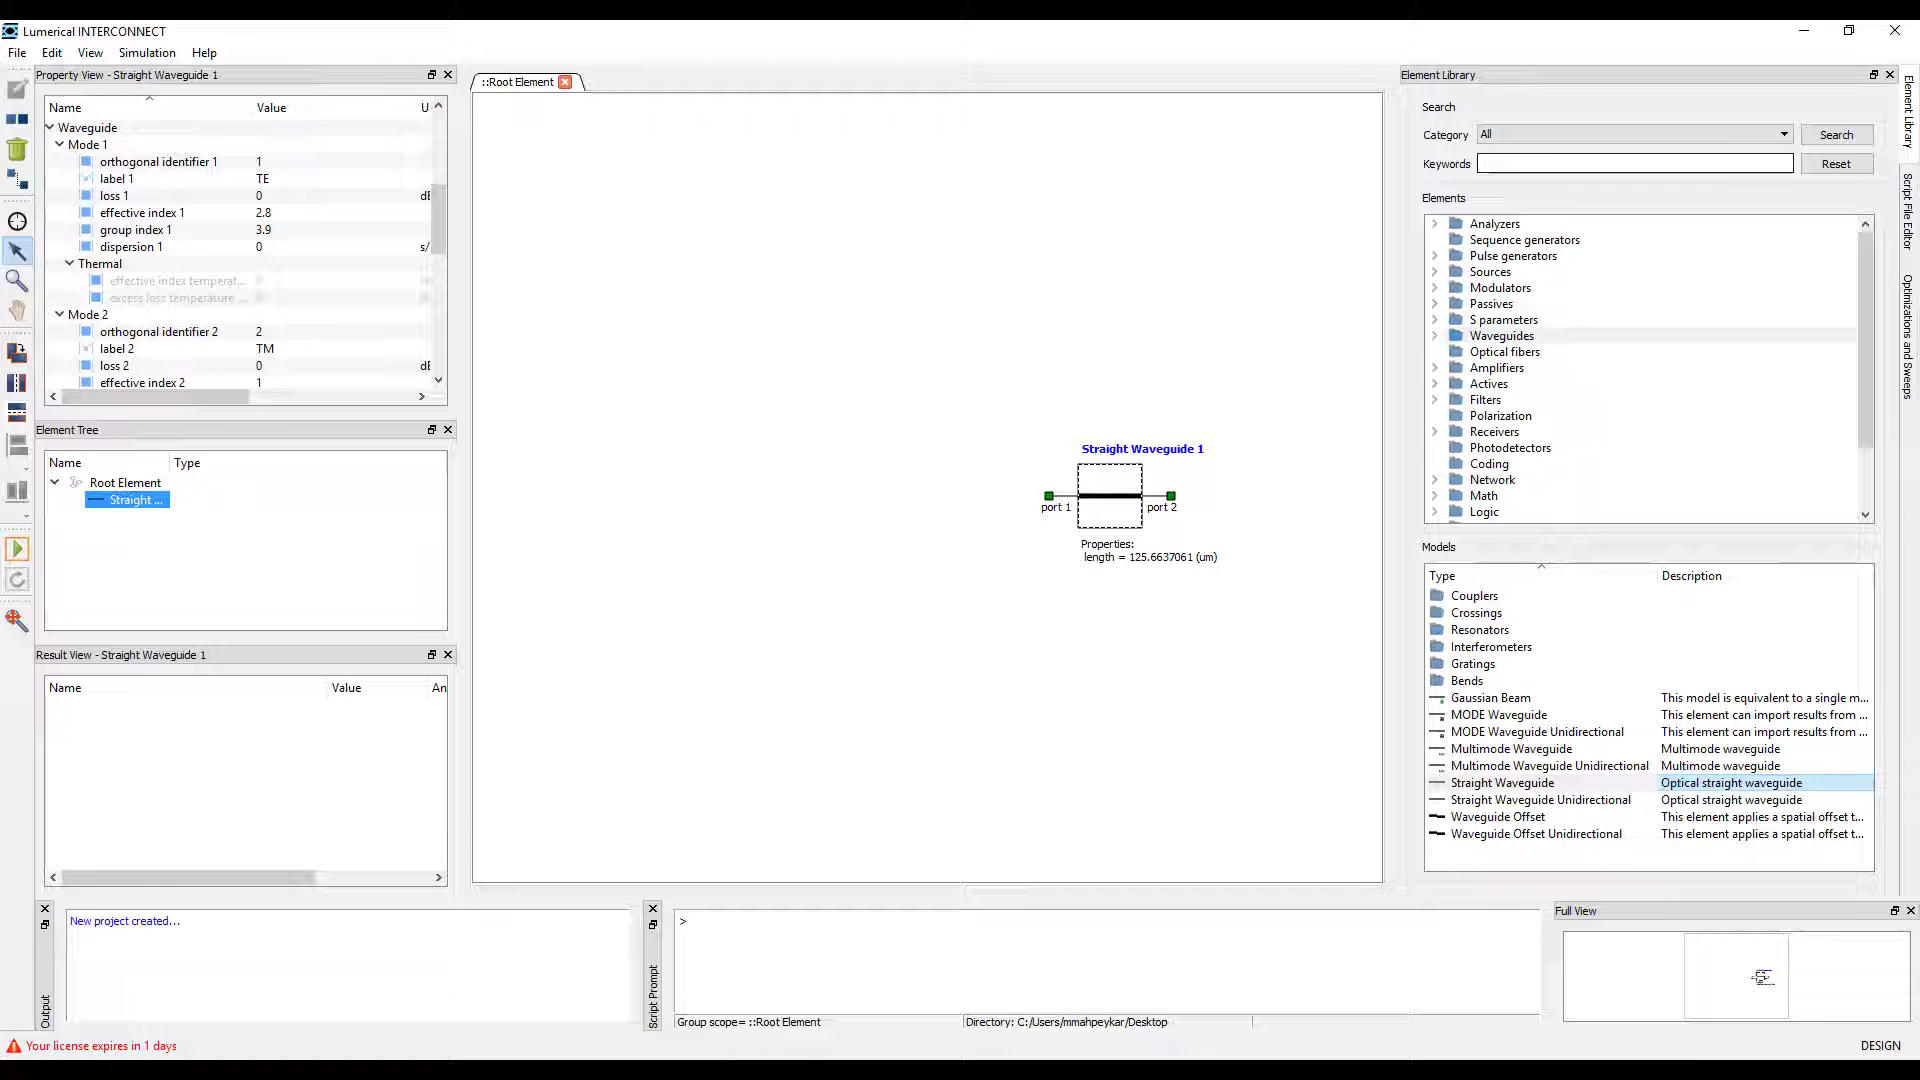 Lumerical INTERCONNECT
File Edit View Simulation Help
Property View - Straight Waveguide 1
Name Value U
Waveguide
Mode 1
orthogonal identifier 1 1
label 1 TE
loss 1 0 dB
effective index 1 2.8
group index 1 3.9
dispersion 1 0 s/
Thermal
effective index temperat...
excess loss temperature ...
Mode 2
orthogonal identifier 2 2
label 2 TM
loss 2 0 dB
effective index 2 1
Element Tree
Name Type
Root Element
Straight ...
Result View - Straight Waveguide 1
Name Value An
::Root Element
Straight Waveguide 1
port 1 port 2
Properties:
length = 125.6637061 (um)
Element Library
Search
Category All Search
Keywords Reset
Elements
Analyzers
Sequence generators
Pulse generators
Sources
Modulators
Passives
S parameters
Waveguides
Optical fibers
Amplifiers
Actives
Filters
Polarization
Receivers
Photodetectors
Coding
Network
Math
Logic
Models
Type Description
Couplers
Crossings
Resonators
Interferometers
Gratings
Bends
Gaussian Beam This model is equivalent to a single m...
MODE Waveguide This element can import results from ...
MODE Waveguide Unidirectional This element can import results from ...
Multimode Waveguide Multimode waveguide
Multimode Waveguide Unidirectional Multimode waveguide
Straight Waveguide Optical straight waveguide
Straight Waveguide Unidirectional Optical straight waveguide
Waveguide Offset This element applies a spatial offset t...
Waveguide Offset Unidirectional This element applies a spatial offset t...
Element Library
Script File Editor
Optimizations and Sweeps
Output
New project created...
Script Prompt
>
Group scope= ::Root Element Directory: C:/Users/mmahpeykar/Desktop
Full View
Your license expires in 1 days
DESIGN